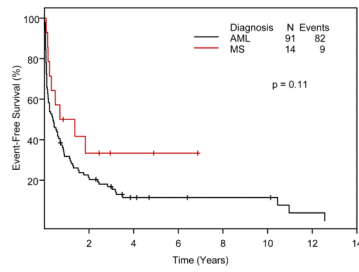 Diagnosis N Events
AML 91 82
MS 14 9
p = 0.11
Event-Free Survival (%)
100
80
60
40
20
2 4 6 8 10 12 14
Time (Years)